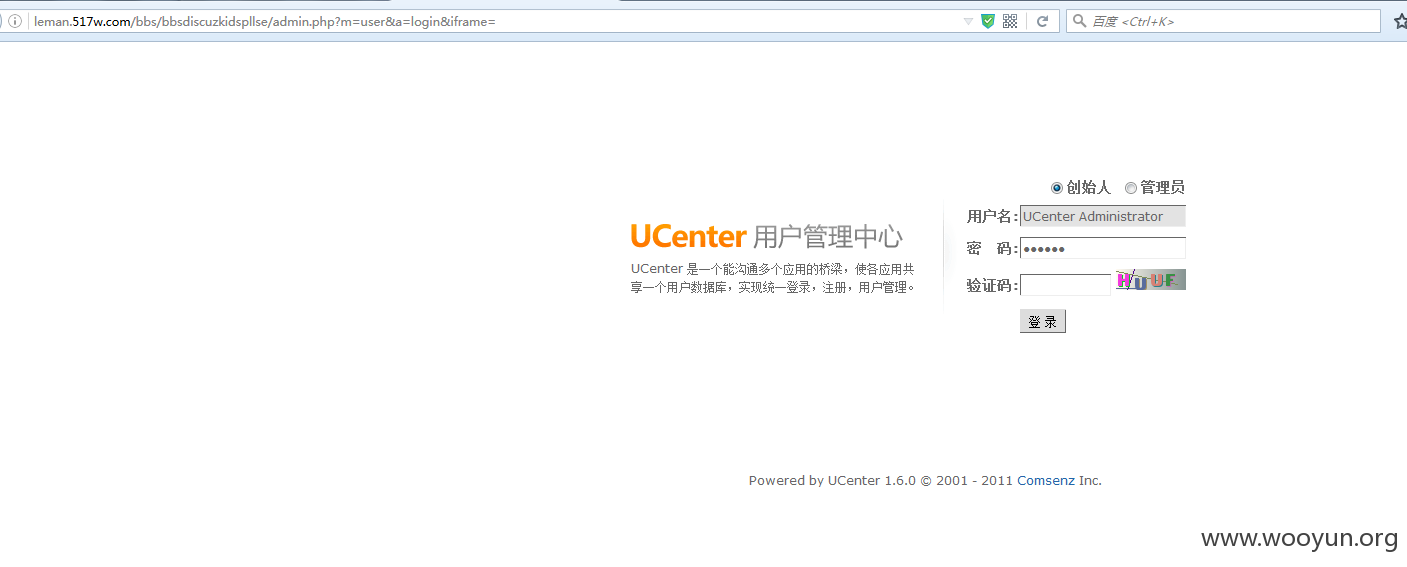 leman.517w.com/bbs/bbsdiscuzkidspllse/admin.php?m=user&a=login&iframe=
百度 <Ctrl+K>
创始人 管理员
用户名: UCenter Administrator
UCenter 用户管理中心
密 码: ••••••
UCenter 是一个能沟通多个应用的桥梁，使各应用共
享一个用户数据库，实现统一登录，注册，用户管理。
验证码: HUUF
登 录
Powered by UCenter 1.6.0 © 2001 - 2011 Comsenz Inc.
www.wooyun.org